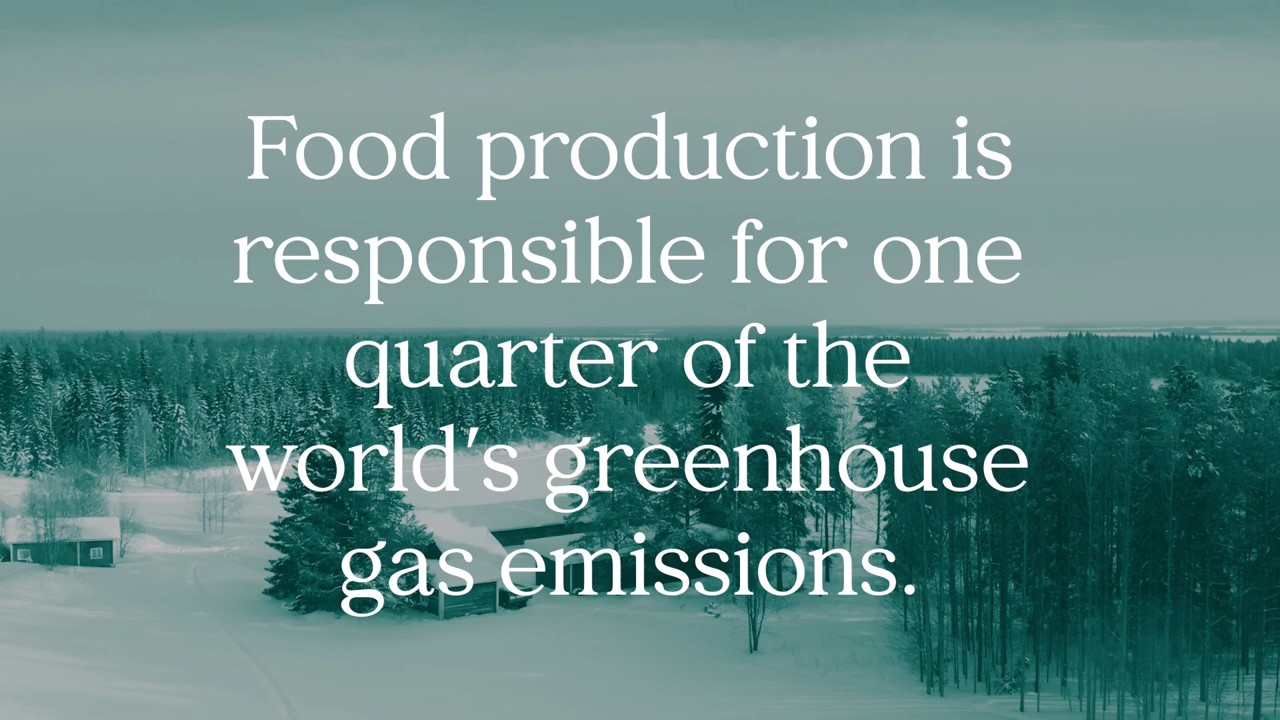 Food production is
responsible for one
quarter of the
world's greenhouse
gas emissions.